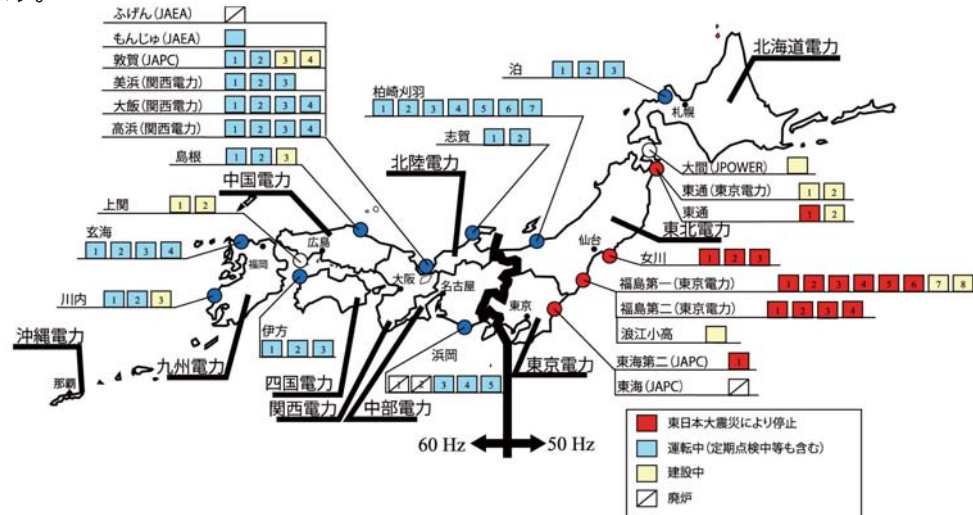 ふげん(JAEA)
もんじゅ(JAEA)
敦賀(JAPC) 1 2 3 4
美浜(関西電力) 1 2 3
大飯(関西電力) 1 2 3 4
高浜(関西電力) 1 2 3 4
島根 1 2 3
中国電力
上関 1 2
玄海
1 2 3 4
川内 1 2 3
沖縄電力
那覇
九州電力
福岡
広島
伊方
1 2 3
四国電力
関西電力
中部電力
大阪
名古屋
浜岡
1 2 3 4 5
柏崎刈羽
1 2 3 4 5 6 7
志賀 1 2
北陸電力
泊 1 2 3
北海道電力
札幌
大間(JPOWER)
東通(東京電力) 1 2
東通 1 2
東北電力
仙台
女川 1 2 3
福島第一(東京電力) 1 2 3 4 5 6 7 8
福島第二(東京電力) 1 2 3 4
浪江小高
東京
東京電力
東海第二(JAPC) 1
東海(JAPC)
60 Hz 50 Hz
東日本大震災により停止
運転中(定期点検中等も含む)
建設中
廃炉